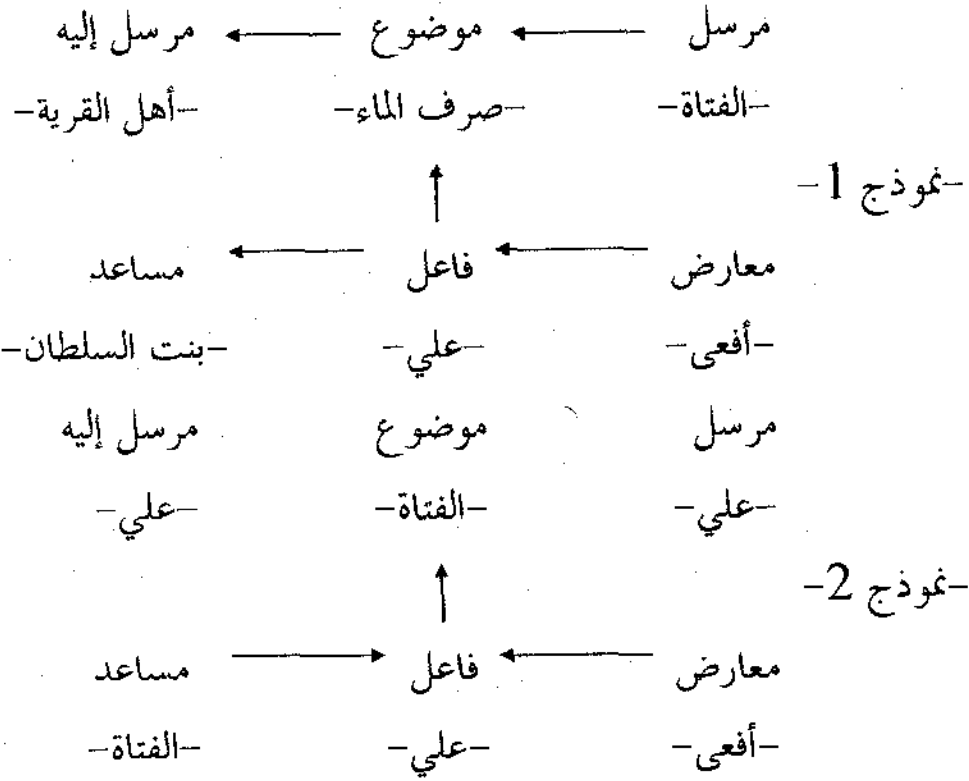 مرسل موضوع مرسل إليه
-الفتاة- -صرف الماء- -أهل القرية-
-نموذج 1-
معارض فاعل مساعد
-أفعى- -علي- -بنت السلطان-
مرسل موضوع مرسل إليه
-علي- -الفتاة- -علي-
-نموذج 2-
معارض فاعل مساعد
-أفعى- -علي- -الفتاة-